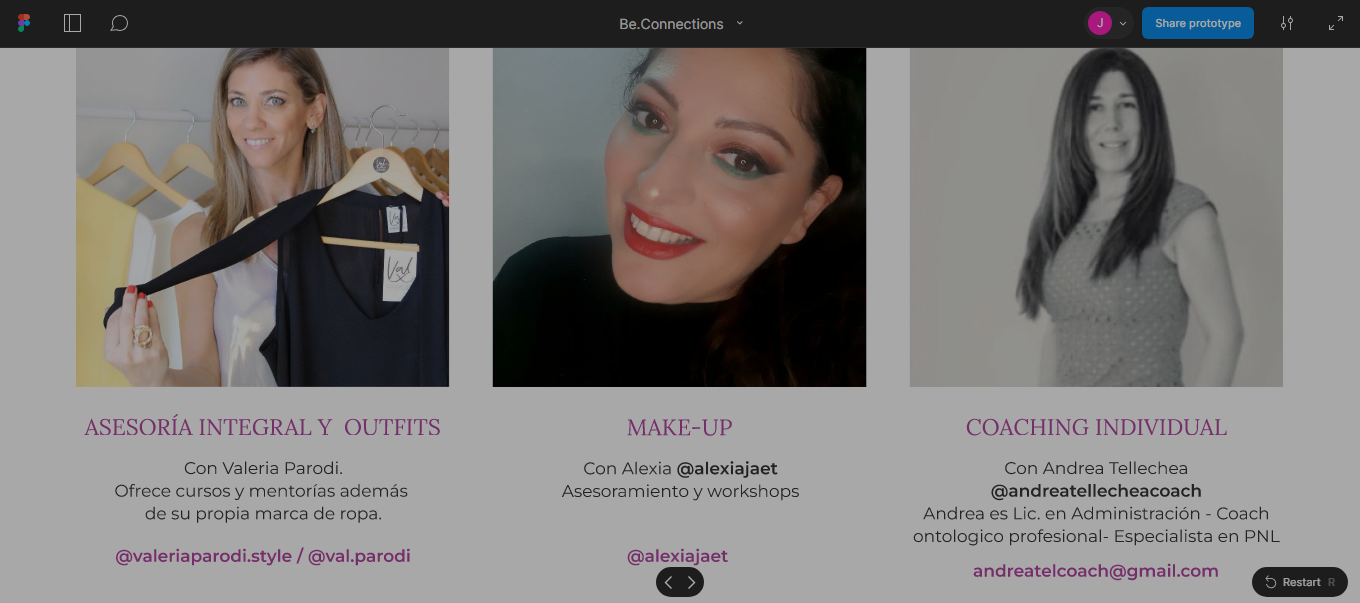 Be.Connections
J
Share prototype
Val
Val
ASESORÍA INTEGRAL Y OUTFITS
Con Valeria Parodi.
Ofrece cursos y mentorías además
de su propia marca de ropa.
@valeriaparodi.style / @val.parodi
MAKE-UP
Con Alexia @alexiajaet
Asesoramiento y workshops
@alexiajaet
COACHING INDIVIDUAL
Con Andrea Tellechea
@andreatellecheacoach
Andrea es Lic. en Administración - Coach
ontologico profesional- Especialista en PNL
andreatelcoach@gmail.com
Restart R